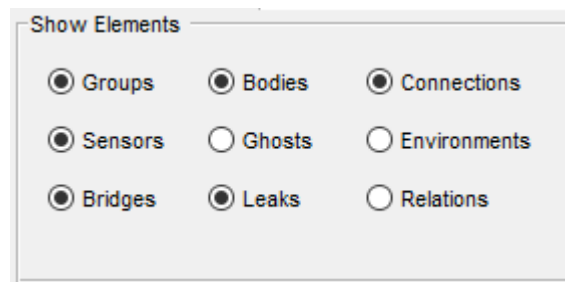 Show Elements
Groups Bodies Connections
Sensors Ghosts Environments
Bridges Leaks Relations